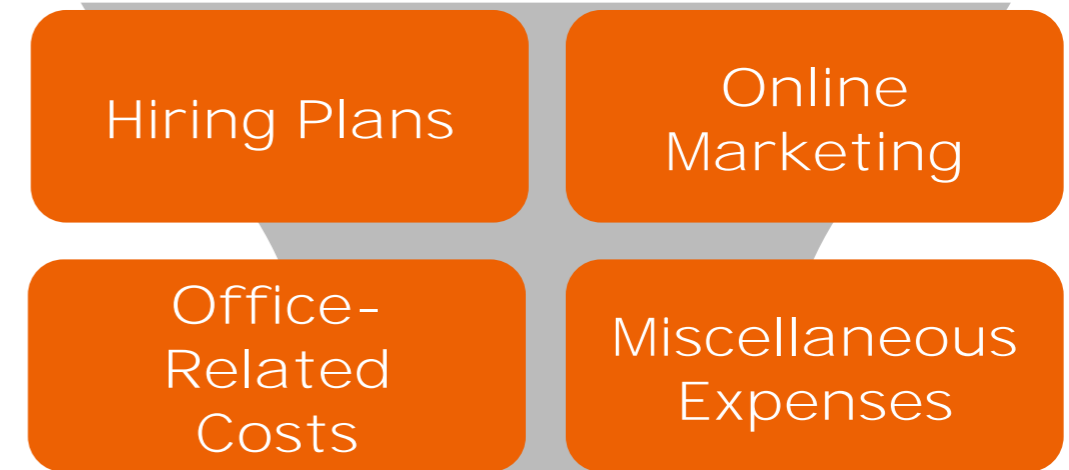 Hiring Plans
Online
Marketing
Office-
Related
Costs
Miscellaneous
Expenses